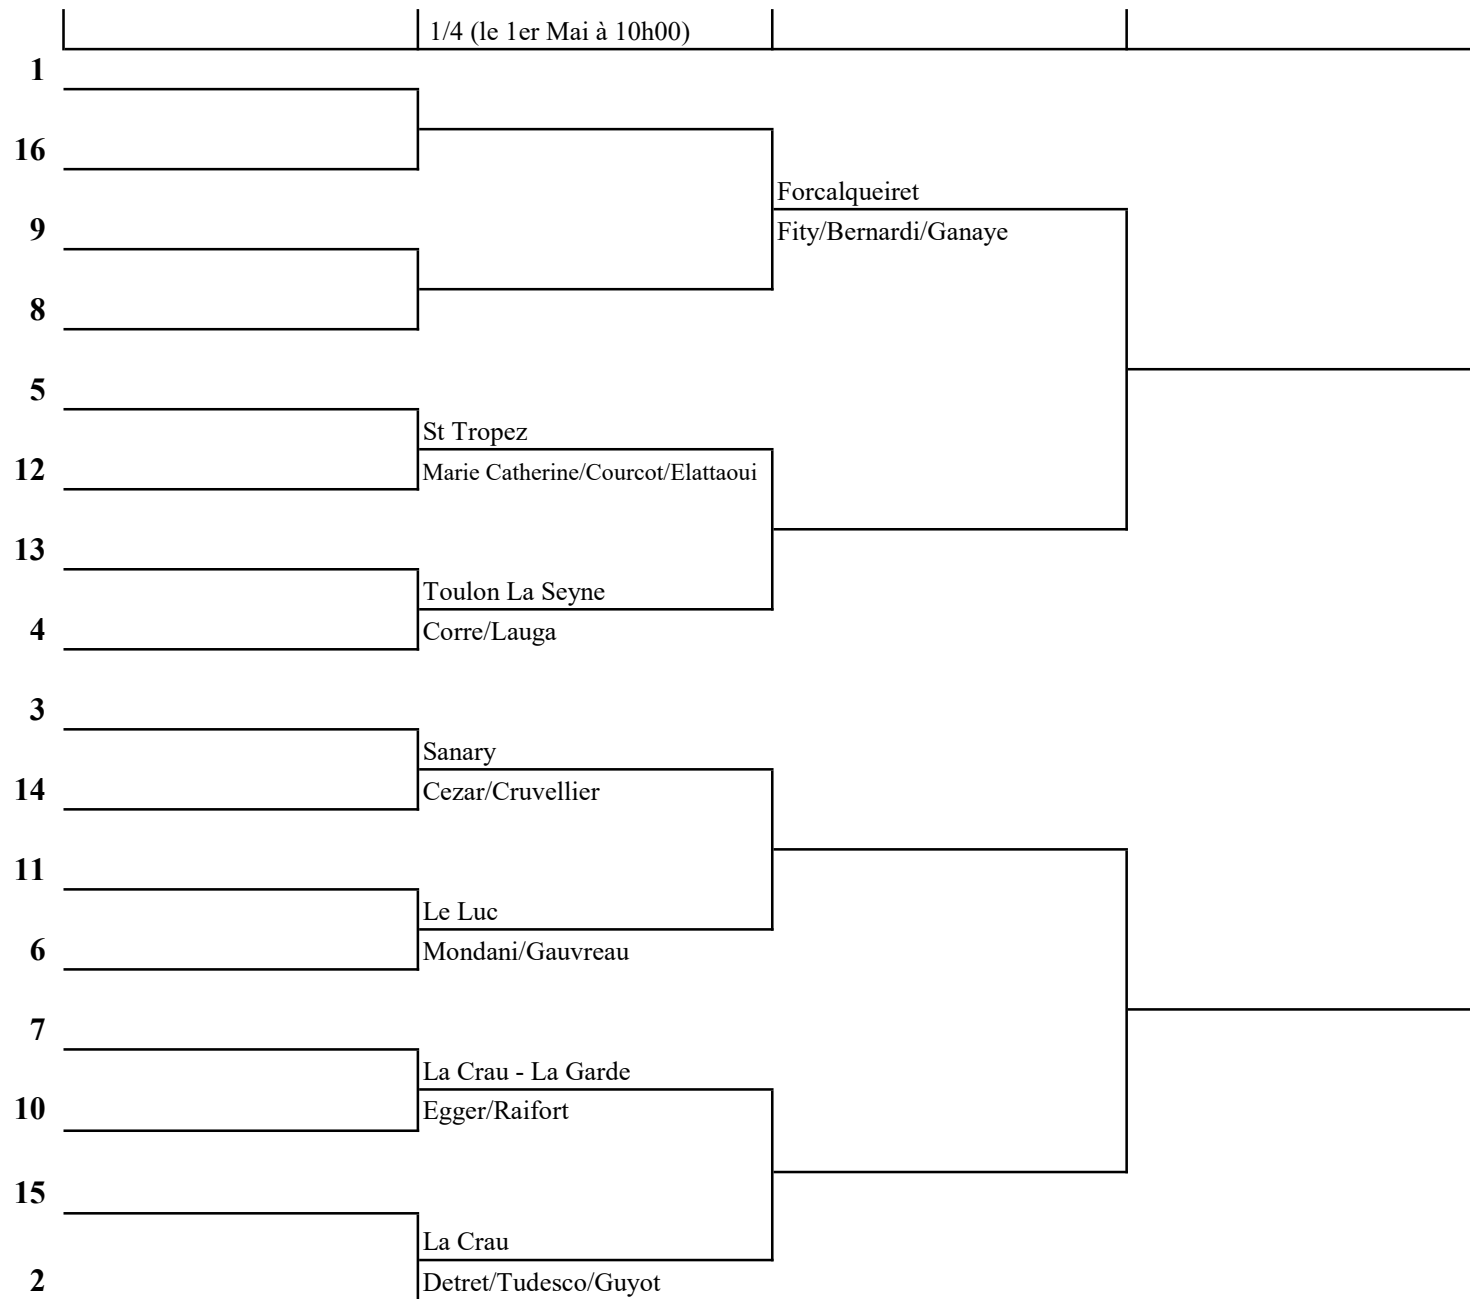 1/4 (le 1er Mai à 10h00)
1
16
Forcalqueiret
9
Fity/Bernardi/Ganaye
8
5
St Tropez
12
Marie Catherine/Courcot/Elattaoui
13
Toulon La Seyne
4
Corre/Lauga
3
Sanary
14
Cezar/Cruvellier
11
Le Luc
6
Mondani/Gauvreau
7
La Crau - La Garde
10
Egger/Raifort
15
La Crau
2
Detret/Tudesco/Guyot